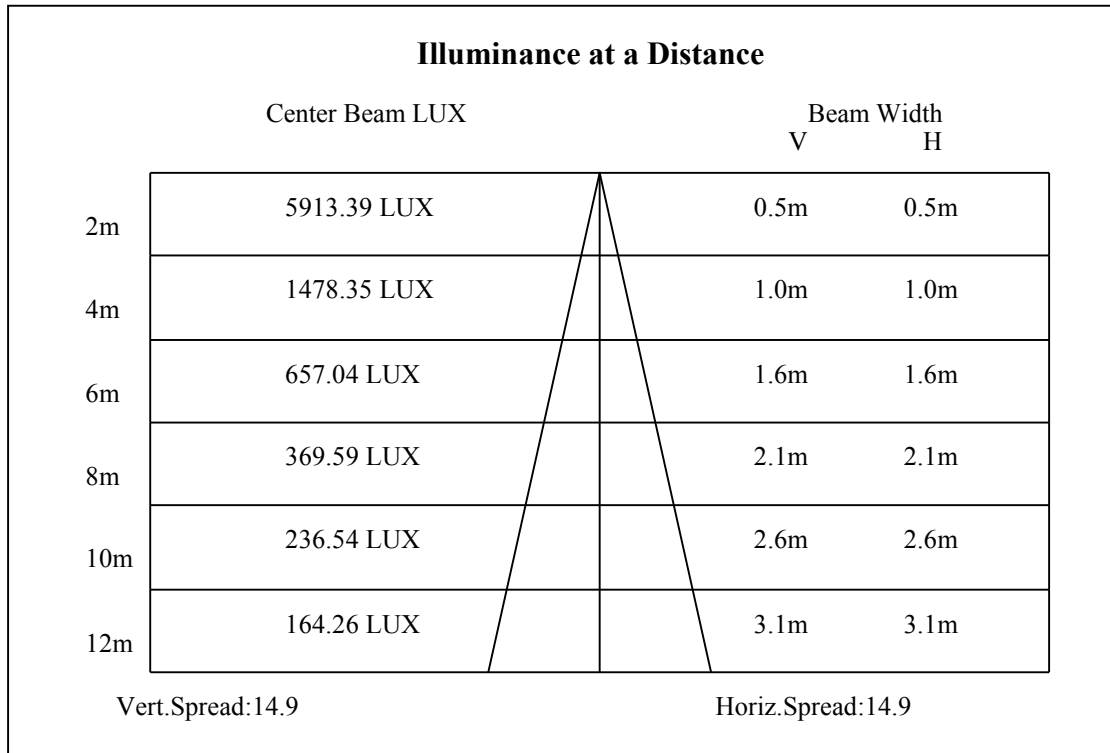 Illuminance at a Distance
Center Beam LUX Beam Width
V H
2m 5913.39 LUX 0.5m 0.5m
4m 1478.35 LUX 1.0m 1.0m
6m 657.04 LUX 1.6m 1.6m
8m 369.59 LUX 2.1m 2.1m
10m 236.54 LUX 2.6m 2.6m
12m 164.26 LUX 3.1m 3.1m
Vert.Spread:14.9 Horiz.Spread:14.9